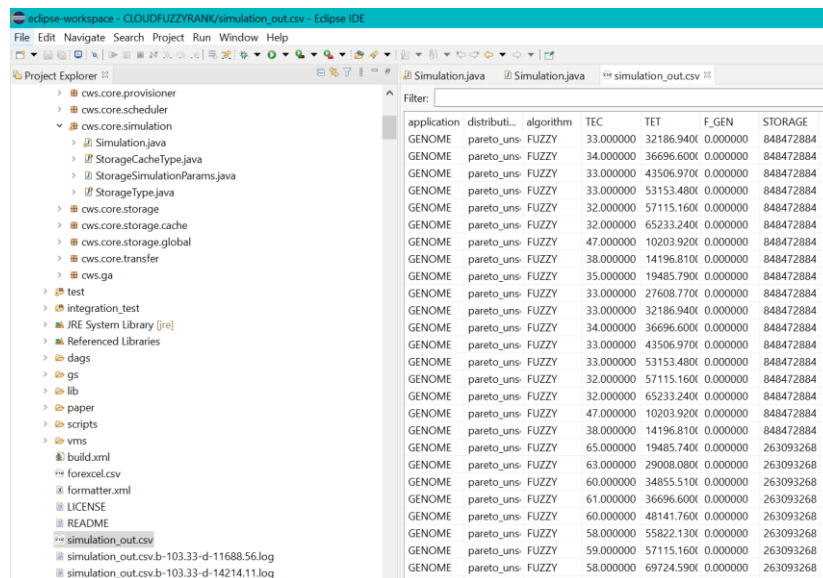 eclipse-workspace - CLOUDFUZZYRANK/simulation_out.csv - Eclipse IDE
File Edit Navigate Search Project Run Window Help
Project Explorer
cws.core.provisioner
cws.core.scheduler
cws.core.simulation
Simulation.java
StorageCacheType.java
StorageSimulationParams.java
StorageType.java
cws.core.storage
cws.core.storage.cache
cws.core.storage.global
cws.core.transfer
cws.ga
test
integration_test
JRE System Library [jre]
Referenced Libraries
dags
gs
lib
paper
scripts
vms
build.xml
forexcel.csv
formatter.xml
LICENSE
README
simulation_out.csv
simulation_out.csv.b-103.33-d-11688.56.log
simulation_out.csv.b-103.33-d-14214.11.log
Simulation.java Simulation.java simulation_out.csv
Filter:
application distributi... algorithm TEC TET F_GEN STORAGE
GENOME pareto_uns FUZZY 33.000000 32186.940( 0.000000 848472884
GENOME pareto_uns FUZZY 34.000000 36696.600( 0.000000 848472884
GENOME pareto_uns FUZZY 33.000000 43506.970( 0.000000 848472884
GENOME pareto_uns FUZZY 33.000000 53153.480( 0.000000 848472884
GENOME pareto_uns FUZZY 32.000000 57115.160( 0.000000 848472884
GENOME pareto_uns FUZZY 32.000000 65233.240( 0.000000 848472884
GENOME pareto_uns FUZZY 47.000000 10203.920( 0.000000 848472884
GENOME pareto_uns FUZZY 38.000000 14196.810( 0.000000 848472884
GENOME pareto_uns FUZZY 35.000000 19485.790( 0.000000 848472884
GENOME pareto_uns FUZZY 33.000000 27608.770( 0.000000 848472884
GENOME pareto_uns FUZZY 33.000000 32186.940( 0.000000 848472884
GENOME pareto_uns FUZZY 34.000000 36696.600( 0.000000 848472884
GENOME pareto_uns FUZZY 33.000000 43506.970( 0.000000 848472884
GENOME pareto_uns FUZZY 33.000000 53153.480( 0.000000 848472884
GENOME pareto_uns FUZZY 32.000000 57115.160( 0.000000 848472884
GENOME pareto_uns FUZZY 32.000000 65233.240( 0.000000 848472884
GENOME pareto_uns FUZZY 47.000000 10203.920( 0.000000 848472884
GENOME pareto_uns FUZZY 38.000000 14196.810( 0.000000 848472884
GENOME pareto_uns FUZZY 65.000000 19485.740( 0.000000 263093268
GENOME pareto_uns FUZZY 63.000000 29008.080( 0.000000 263093268
GENOME pareto_uns FUZZY 60.000000 34855.510( 0.000000 263093268
GENOME pareto_uns FUZZY 61.000000 36696.600( 0.000000 263093268
GENOME pareto_uns FUZZY 60.000000 48141.760( 0.000000 263093268
GENOME pareto_uns FUZZY 58.000000 55822.130( 0.000000 263093268
GENOME pareto_uns FUZZY 59.000000 57115.160( 0.000000 263093268
GENOME pareto_uns FUZZY 58.000000 69724.590( 0.000000 263093268